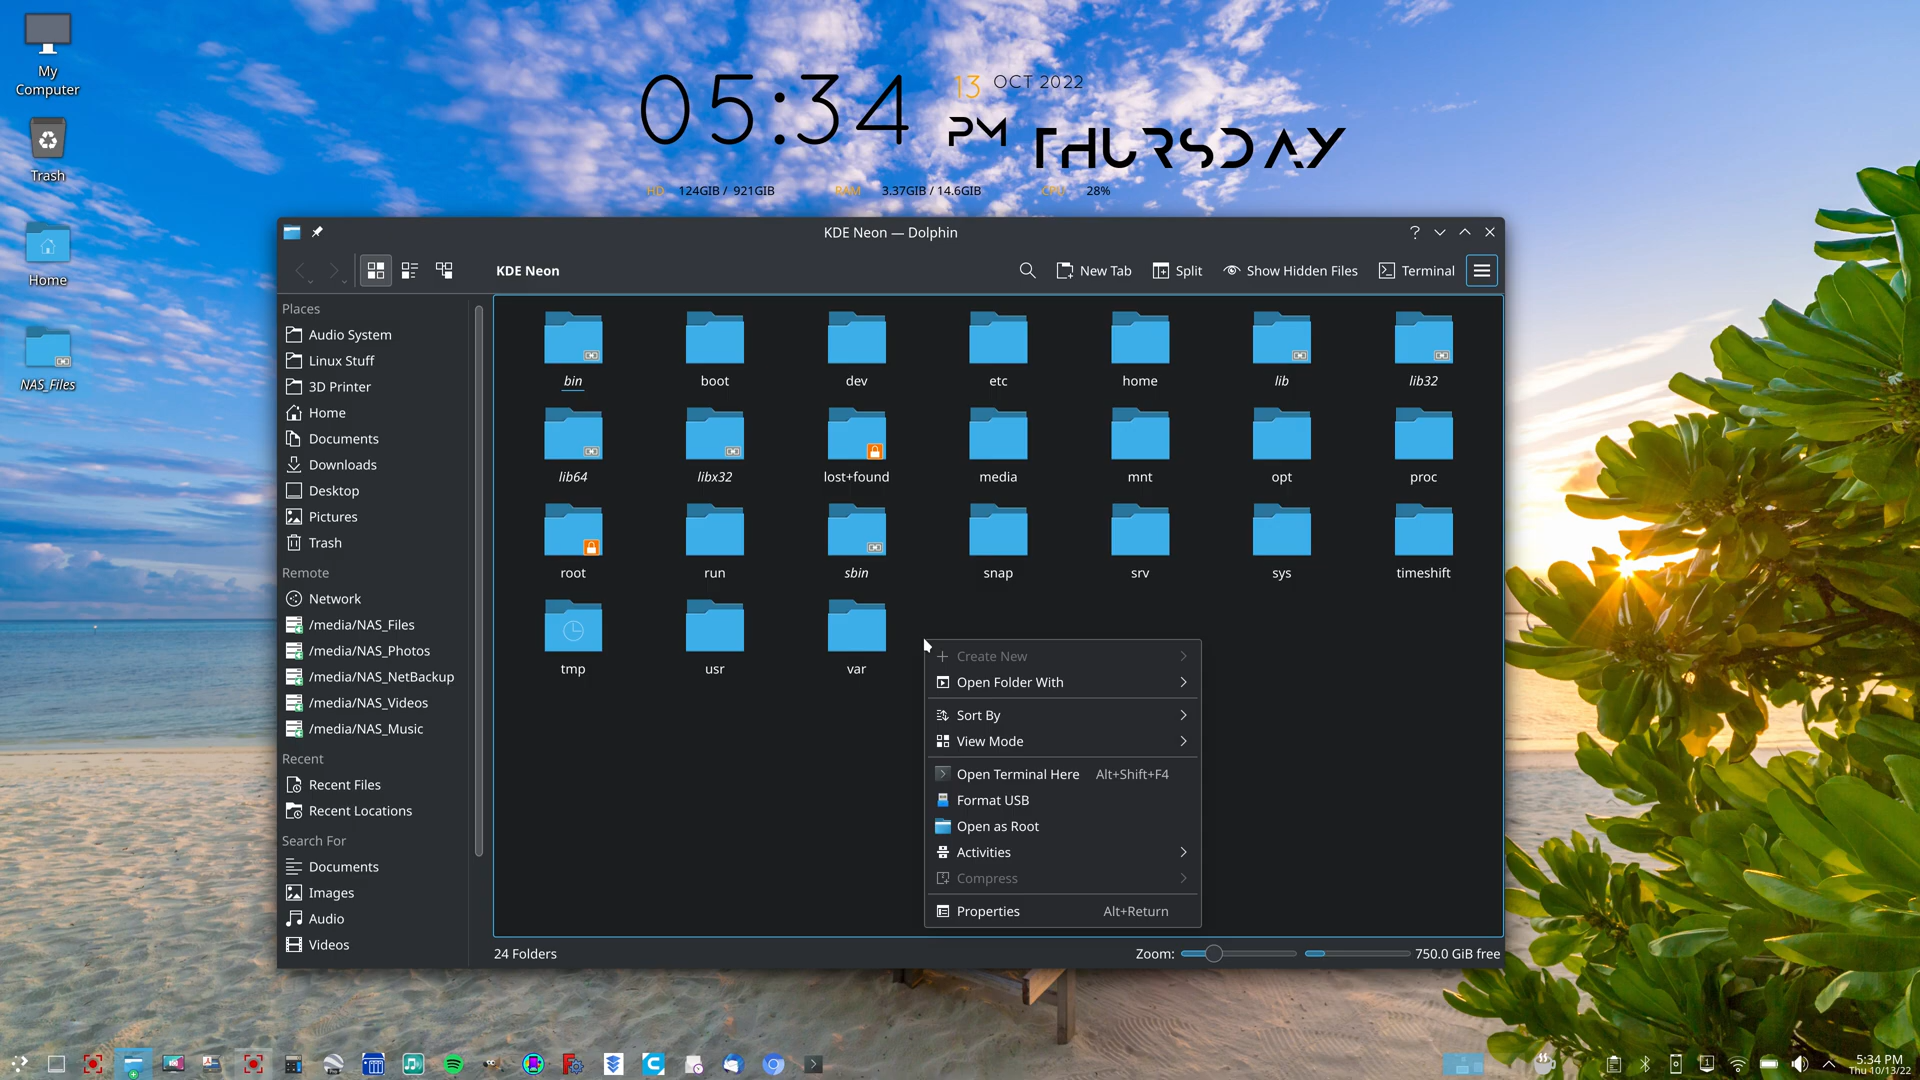 My
Computer
Trash
Home
NAS_Files
05:34
PM
13
OCT 2022
THURSDAY
HD 124GIB / 921GIB
RAM 3.37GIB / 14.6GIB
CPU 28%
KDE Neon — Dolphin
?
KDE Neon
New Tab
Split
Show Hidden Files
Terminal
Places
Audio System
Linux Stuff
3D Printer
Home
Documents
Downloads
Desktop
Pictures
Trash
Remote
Network
/media/NAS_Files
/media/NAS_Photos
/media/NAS_NetBackup
/media/NAS_Videos
/media/NAS_Music
Recent
Recent Files
Recent Locations
Search For
Documents
Images
Audio
Videos
bin boot dev etc home lib lib32
lib64 libx32 lost+found media mnt opt proc
root run sbin snap srv sys timeshift
tmp usr var
Create New
Open Folder With
Sort By
View Mode
Open Terminal Here Alt+Shift+F4
Format USB
Open as Root
Activities
Compress
Properties Alt+Return
24 Folders
Zoom:
750.0 GiB free
5:34 PM
Thu 10/13/22